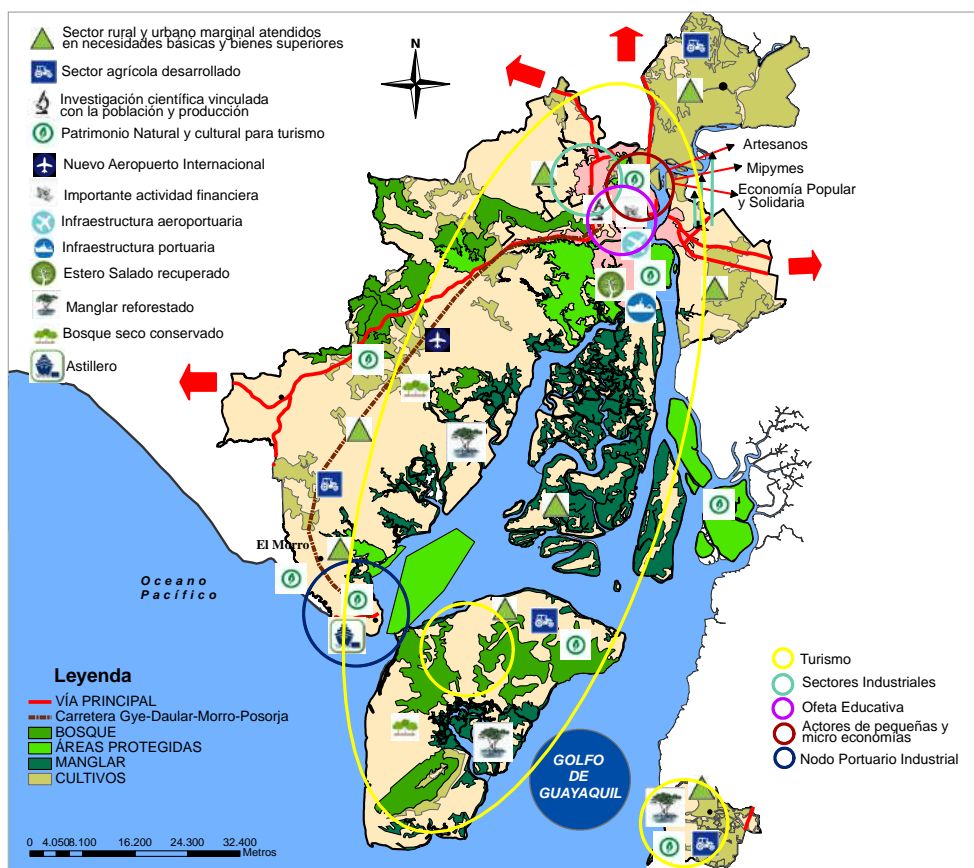 Sector rural y urbano marginal atendidos
en necesidades básicas y bienes superiores
Sector agrícola desarrollado
Investigación científica vinculada
con la población y producción
Patrimonio Natural y cultural para turismo
Nuevo Aeropuerto Internacional
Importante actividad financiera
Infraestructura aeroportuaria
Infraestructura portuaria
Estero Salado recuperado
Manglar reforestado
Bosque seco conservado
Astillero
N
Artesanos
Mipymes
Economía Popular
y Solidaria
El Morro
Oceano
Pacífico
Leyenda
VÍA PRINCIPAL
Carretera Gye-Daular-Morro-Posorja
BOSQUE
ÁREAS PROTEGIDAS
MANGLAR
CULTIVOS
0 4.050 8.100 16.200 24.300 32.400
Metros
GOLFO
DE
GUAYAQUIL
Turismo
Sectores Industriales
Ofeta Educativa
Actores de pequeñas y
micro economías
Nodo Portuario Industrial